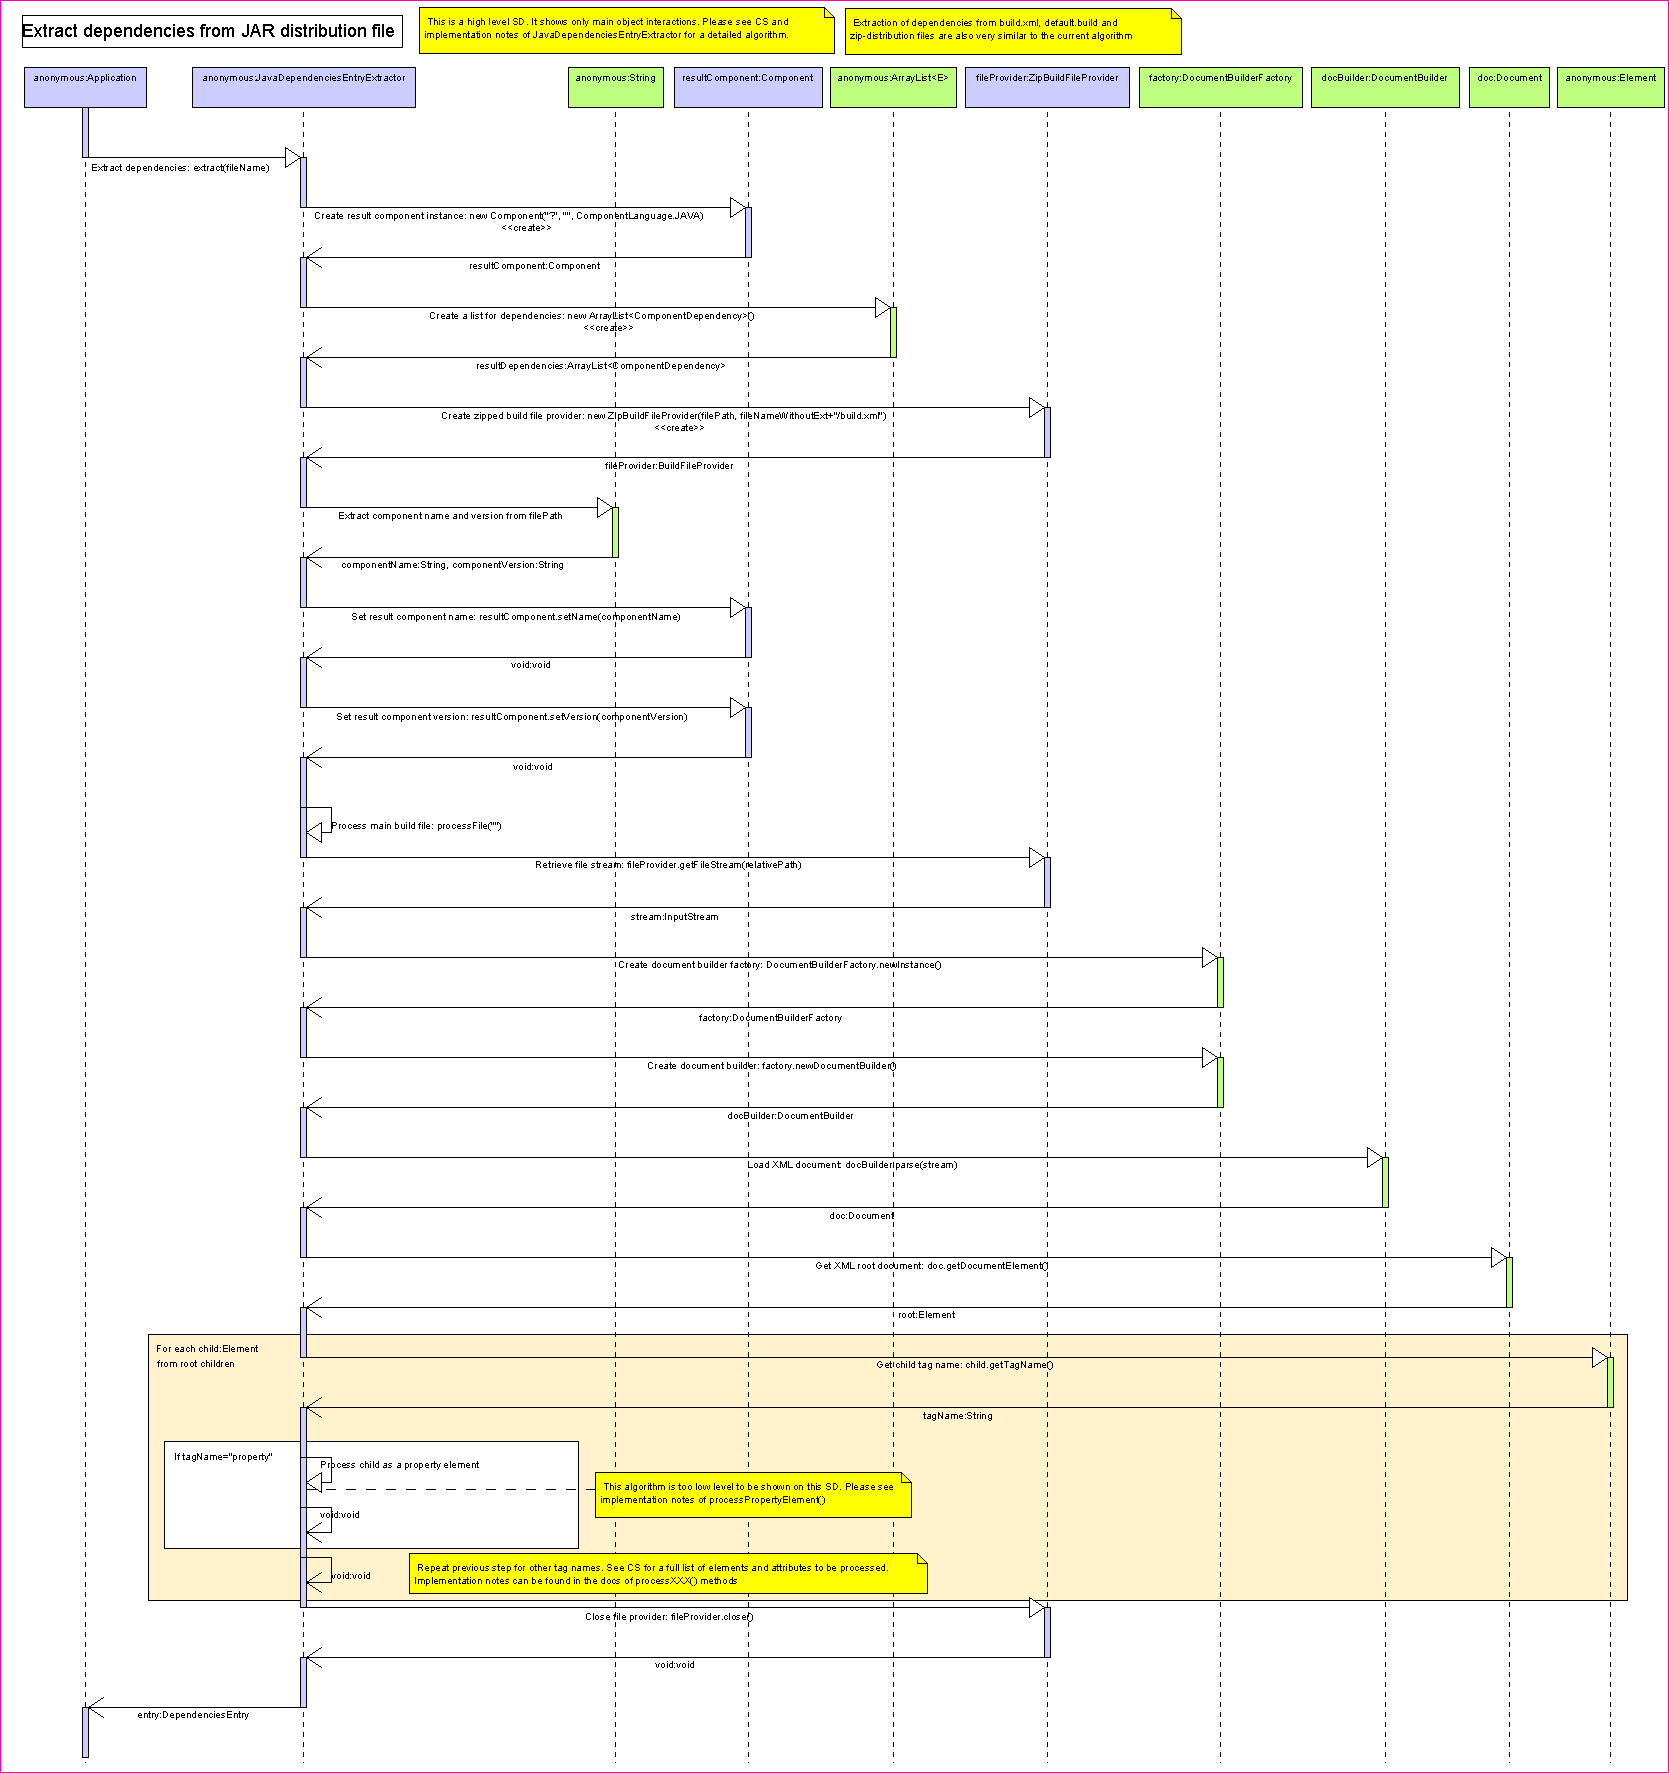 Extract dependencies from JAR distribution file
This is a high level SD. It shows only main object interactions. Please see CS and
implementation notes of JavaDependenciesEntryExtractor for a detailed algorithm.
Extraction of dependencies from build.xml, default.build and
zip-distribution files are also very similar to the current algorithm
anonymous:Application
anonymous:JavaDependenciesEntryExtractor
anonymous:String
resultComponent:Component
anonymous:ArrayList<E>
fileProvider:ZipBuildFileProvider
factory:DocumentBuilderFactory
docBuilder:DocumentBuilder
doc:Document
anonymous:Element
Extract dependencies: extract(fileName)
Create result component instance: new Component("?", "", ComponentLanguage.JAVA)
<<create>>
resultComponent:Component
Create a list for dependencies: new ArrayList<ComponentDependency>()
<<create>>
resultDependencies:ArrayList<ComponentDependency>
Create zipped build file provider: new ZipBuildFileProvider(filePath, fileNameWithoutExt+"/build.xml")
<<create>>
fileProvider:BuildFileProvider
Extract component name and version from filePath
componentName:String, componentVersion:String
Set result component name: resultComponent.setName(componentName)
void:void
Set result component version: resultComponent.setVersion(componentVersion)
void:void
Process main build file: processFile("")
Retrieve file stream: fileProvider.getFileStream(relativePath)
stream:InputStream
Create document builder factory: DocumentBuilderFactory.newInstance()
factory:DocumentBuilderFactory
Create document builder: factory.newDocumentBuilder()
docBuilder:DocumentBuilder
Load XML document: docBuilder.parse(stream)
doc:Document
Get XML root document: doc.getDocumentElement()
root:Element
For each child:Element
from root children
Get child tag name: child.getTagName()
tagName:String
If tagName="property"
Process child as a property element
This algorithm is too low level to be shown on this SD. Please see
implementation notes of processPropertyElement()
void:void
Repeat previous step for other tag names. See CS for a full list of elements and attributes to be processed.
Implementation notes can be found in the docs of processXXX() methods
void:void
Close file provider: fileProvider.close()
void:void
entry:DependenciesEntry